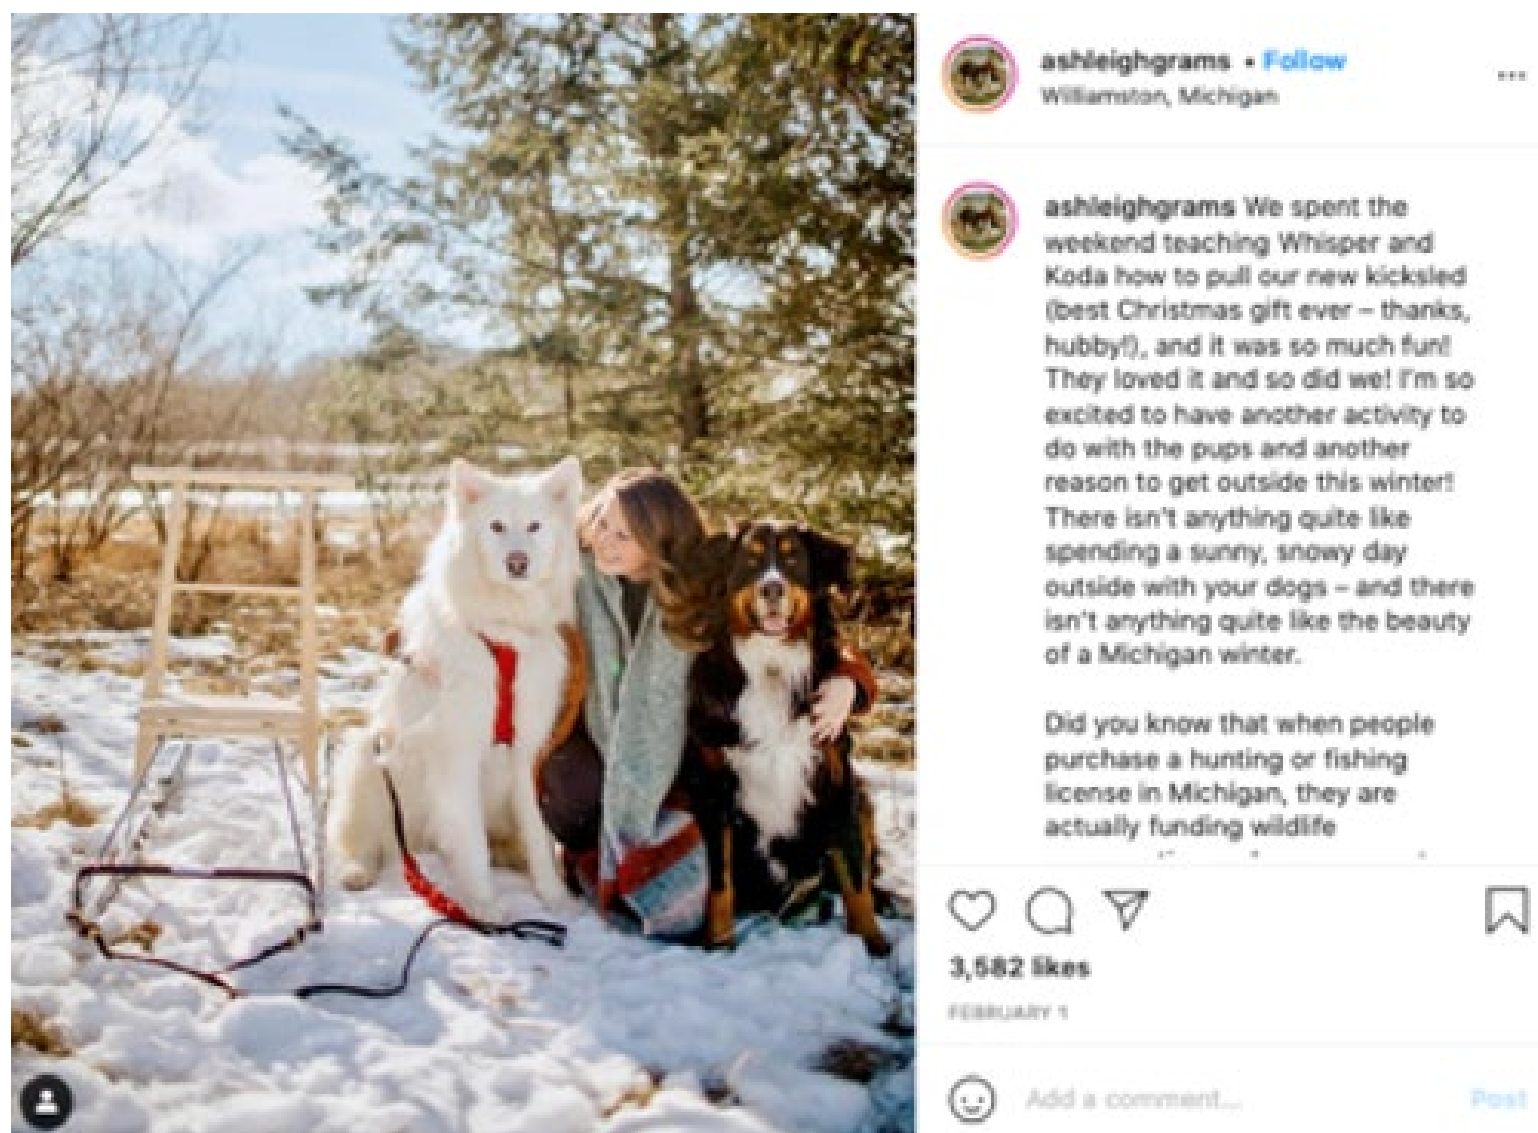 ashleighgrams • Follow
Williamston, Michigan
ashleighgrams We spent the
weekend teaching Whisper and
Koda how to pull our new kicksled
(best Christmas gift ever – thanks,
hubby!), and it was so much fun!
They loved it and so did we! I'm so
excited to have another activity to
do with the pups and another
reason to get outside this winter!
There isn't anything quite like
spending a sunny, snowy day
outside with your dogs – and there
isn't anything quite like the beauty
of a Michigan winter.
Did you know that when people
purchase a hunting or fishing
license in Michigan, they are
actually funding wildlife
3,582 likes
FEBRUARY 1
Add a comment...
Post